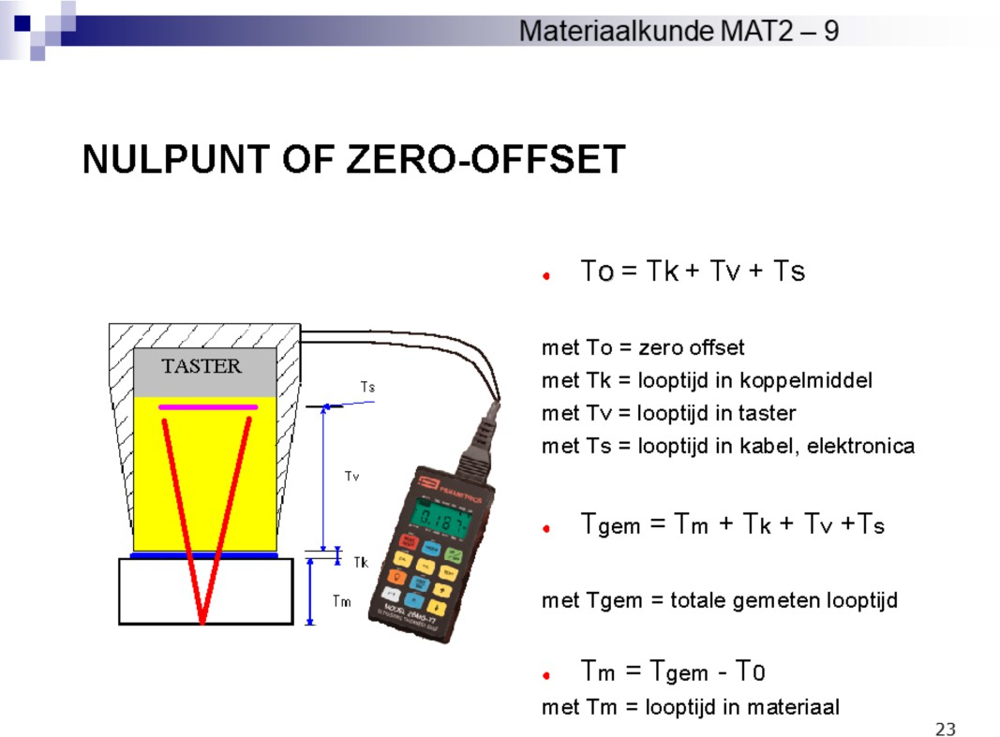 Materiaalkunde MAT2 – 9
NULPUNT OF ZERO-OFFSET
To = Tk + Tv + Ts
met To = zero offset
met Tk = looptijd in koppelmiddel
met Tv = looptijd in taster
met Ts = looptijd in kabel, elektronica
Tgem = Tm + Tk + Tv +Ts
met Tgem = totale gemeten looptijd
Tm = Tgem - T0
met Tm = looptijd in materiaal
TASTER
Ts
Tv
Tk
Tm
PANAMETRICS
0.187
23